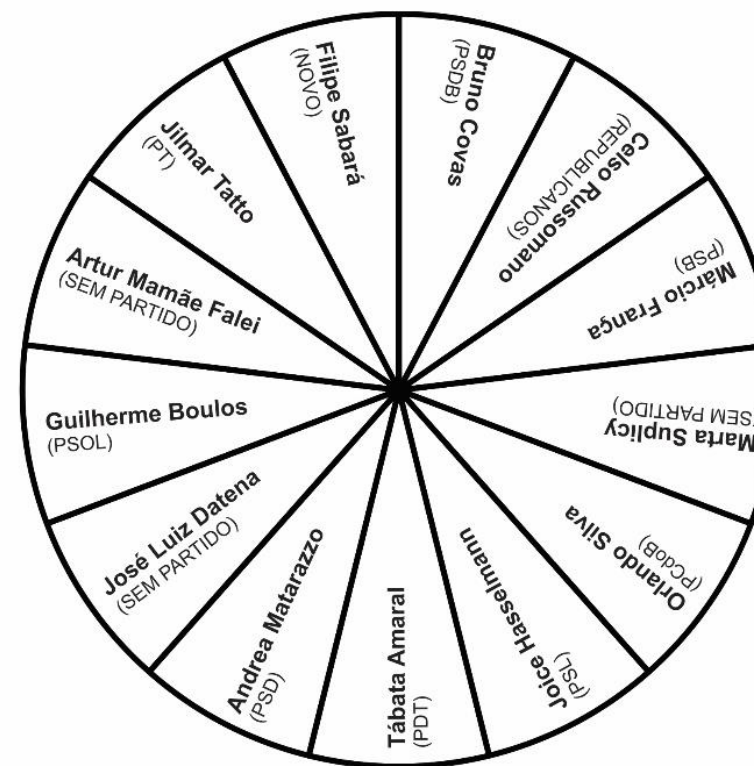 Bruno Covas
(PSDB)
Celso Russomano
(REPUBLICANOS)
Márcio França
(PSB)
Marta Suplicy
(SEM PARTIDO)
Orlando Silva
(PCdoB)
Joice Hasselmann
(PSL)
Tábata Amaral
(PDT)
Andrea Matarazzo
(PSD)
José Luiz Datena
(SEM PARTIDO)
Guilherme Boulos
(PSOL)
Artur Mamãe Falei
(SEM PARTIDO)
Jilmar Tatto
(PT)
Filipe Sabará
(NOVO)